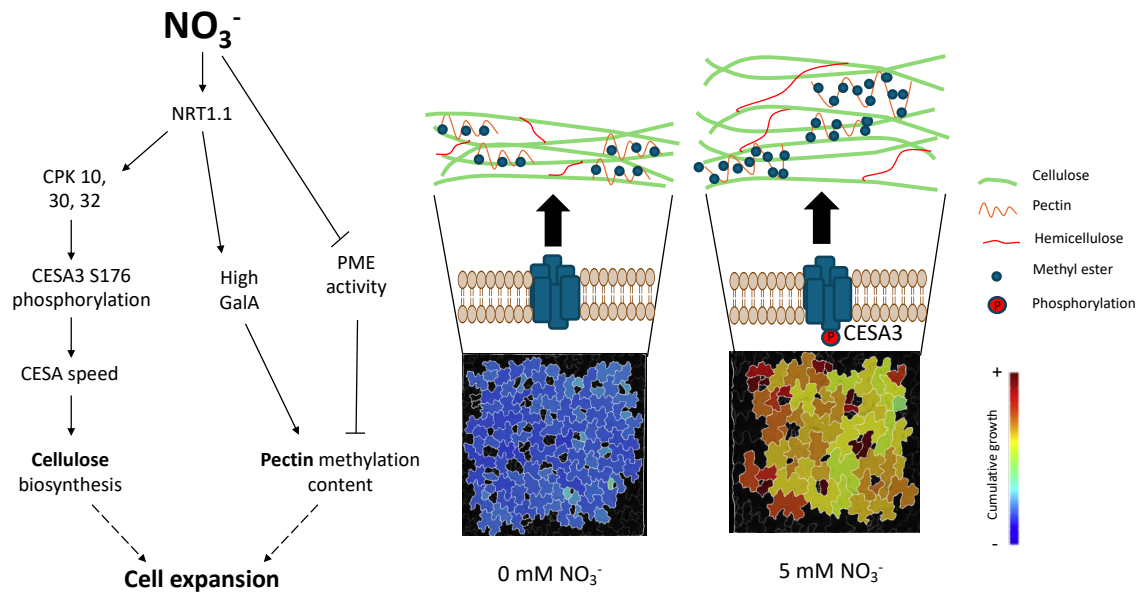 NO₃⁻
NRT1.1
CPK 10,
30, 32
CESA3 S176
phosphorylation
CESA speed
Cellulose
biosynthesis
High
GalA
PME
activity
Pectin methylation
content
Cell expansion
CESA3
P
0 mM NO₃⁻
5 mM NO₃⁻
Cellulose
Pectin
Hemicellulose
Methyl ester
P
Phosphorylation
+
Cumulative growth
-